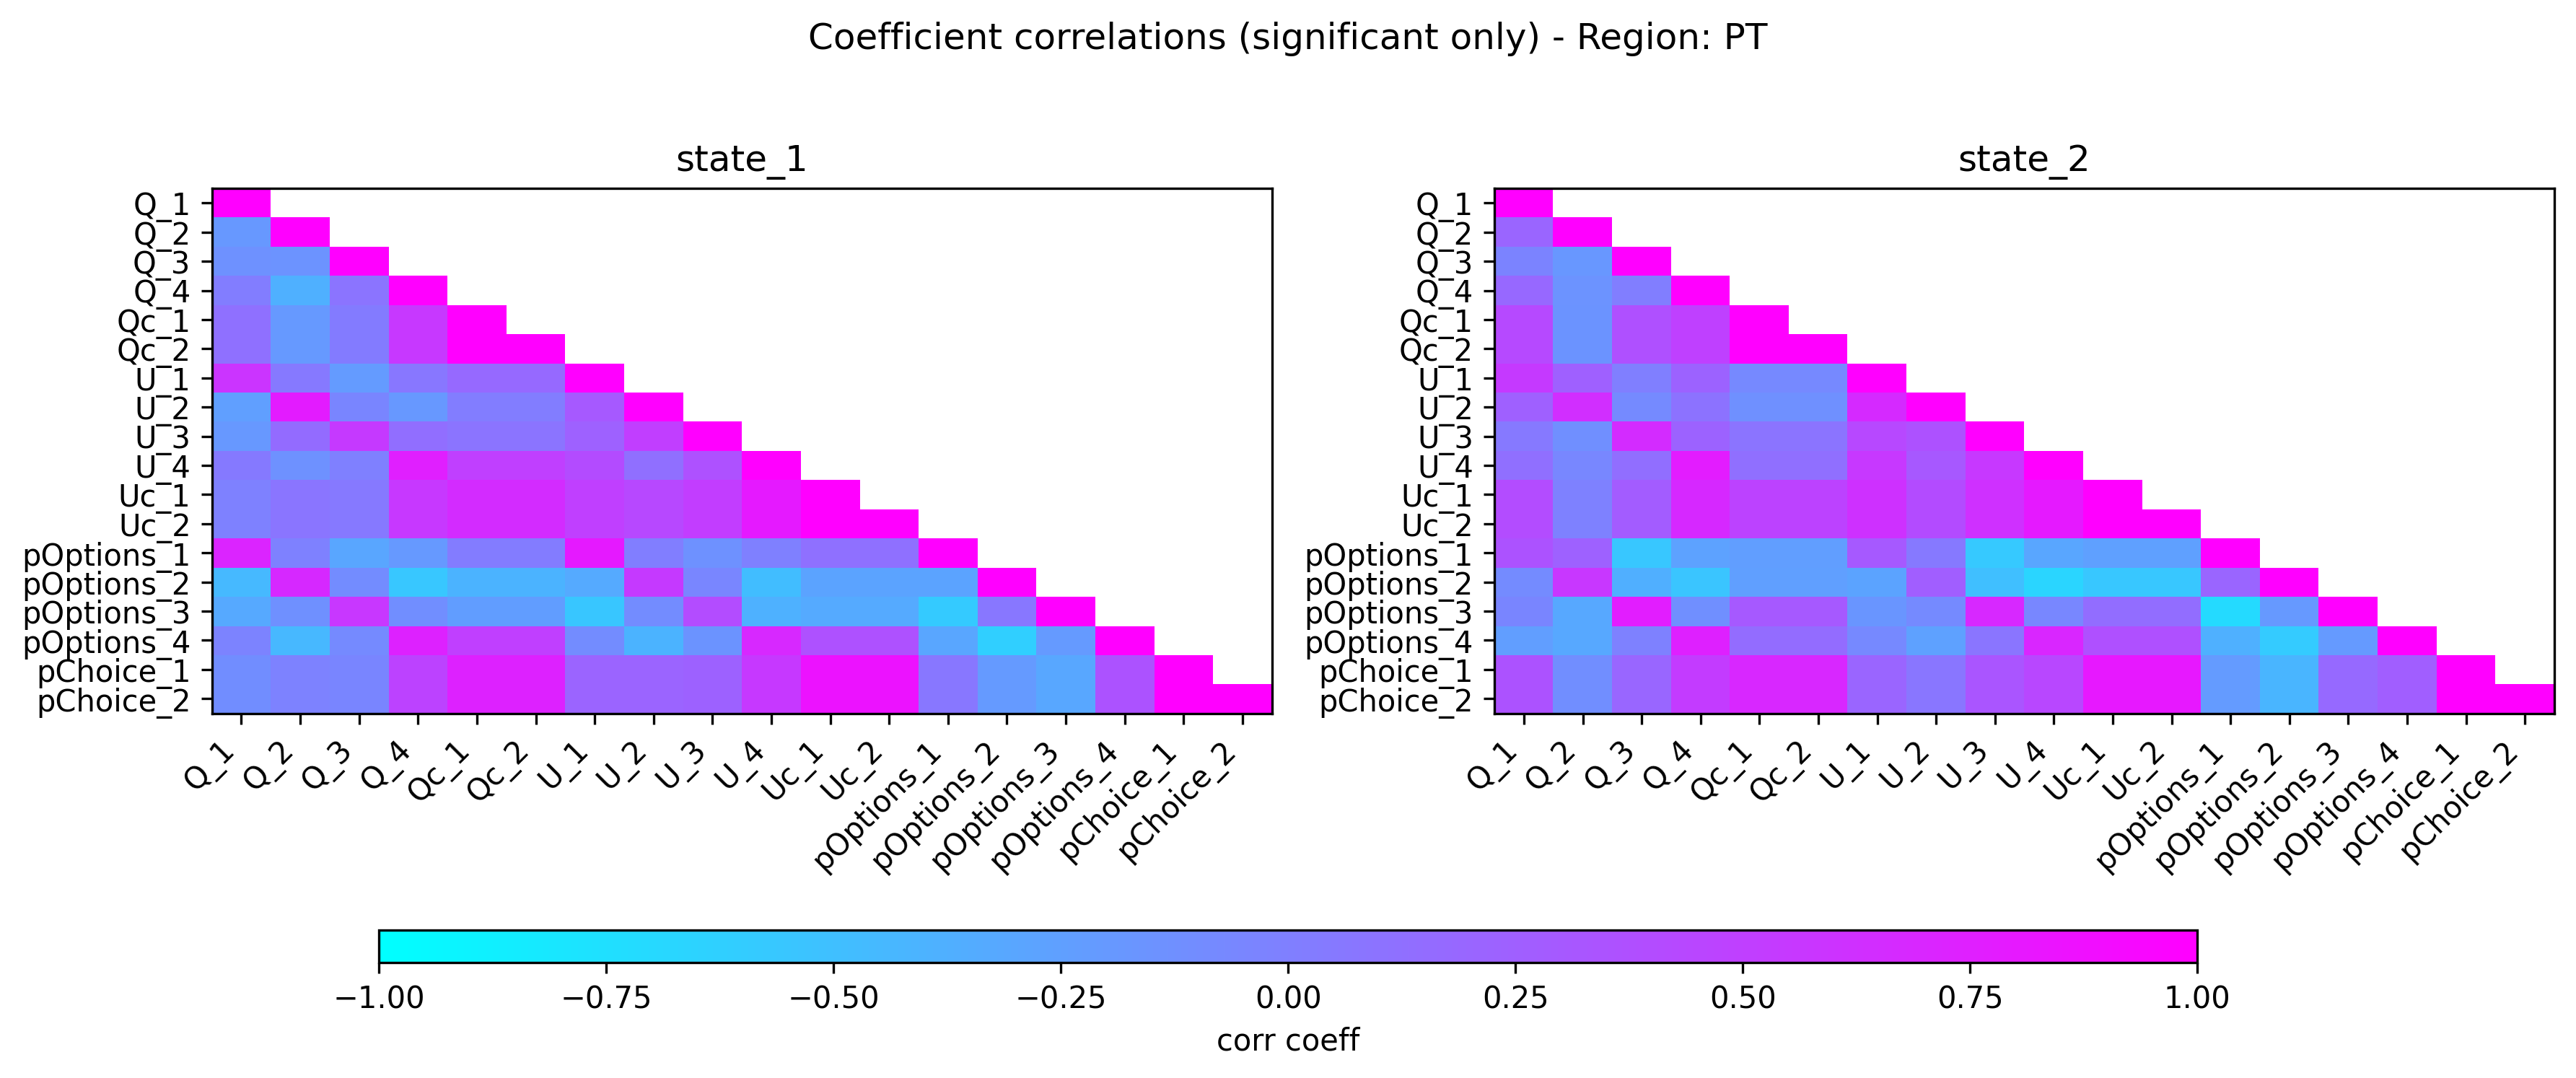 Coefficient correlations (significant only) - Region: PT
state_1
Q_1
Q_2
Q_3
Q_4
Qc_1
Qc_2
U_1
U_2
U_3
U_4
Uc_1
Uc_2
pOptions_1
pOptions_2
pOptions_3
pOptions_4
pChoice_1
pChoice_2
Q_1
Q_2
Q_3
Q_4
Qc_1
Qc_2
U_1
U_2
U_3
U_4
Uc_1
Uc_2
pOptions_1
pOptions_2
pOptions_3
pOptions_4
pChoice_1
pChoice_2
state_2
Q_1
Q_2
Q_3
Q_4
Qc_1
Qc_2
U_1
U_2
U_3
U_4
Uc_1
Uc_2
pOptions_1
pOptions_2
pOptions_3
pOptions_4
pChoice_1
pChoice_2
Q_1
Q_2
Q_3
Q_4
Qc_1
Qc_2
U_1
U_2
U_3
U_4
Uc_1
Uc_2
pOptions_1
pOptions_2
pOptions_3
pOptions_4
pChoice_1
pChoice_2
−1.00 −0.75 −0.50 −0.25 0.00 0.25 0.50 0.75 1.00
corr coeff